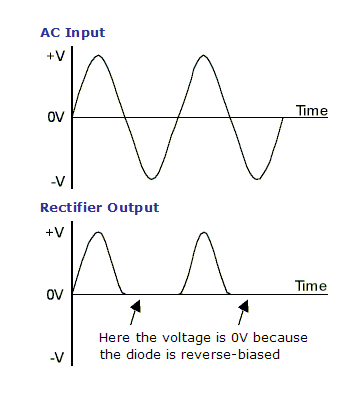 AC Input
+V
0V
Time
-V
Rectifier Output
+V
Time
0V
Here the voltage is 0V because
the diode is reverse-biased
-V